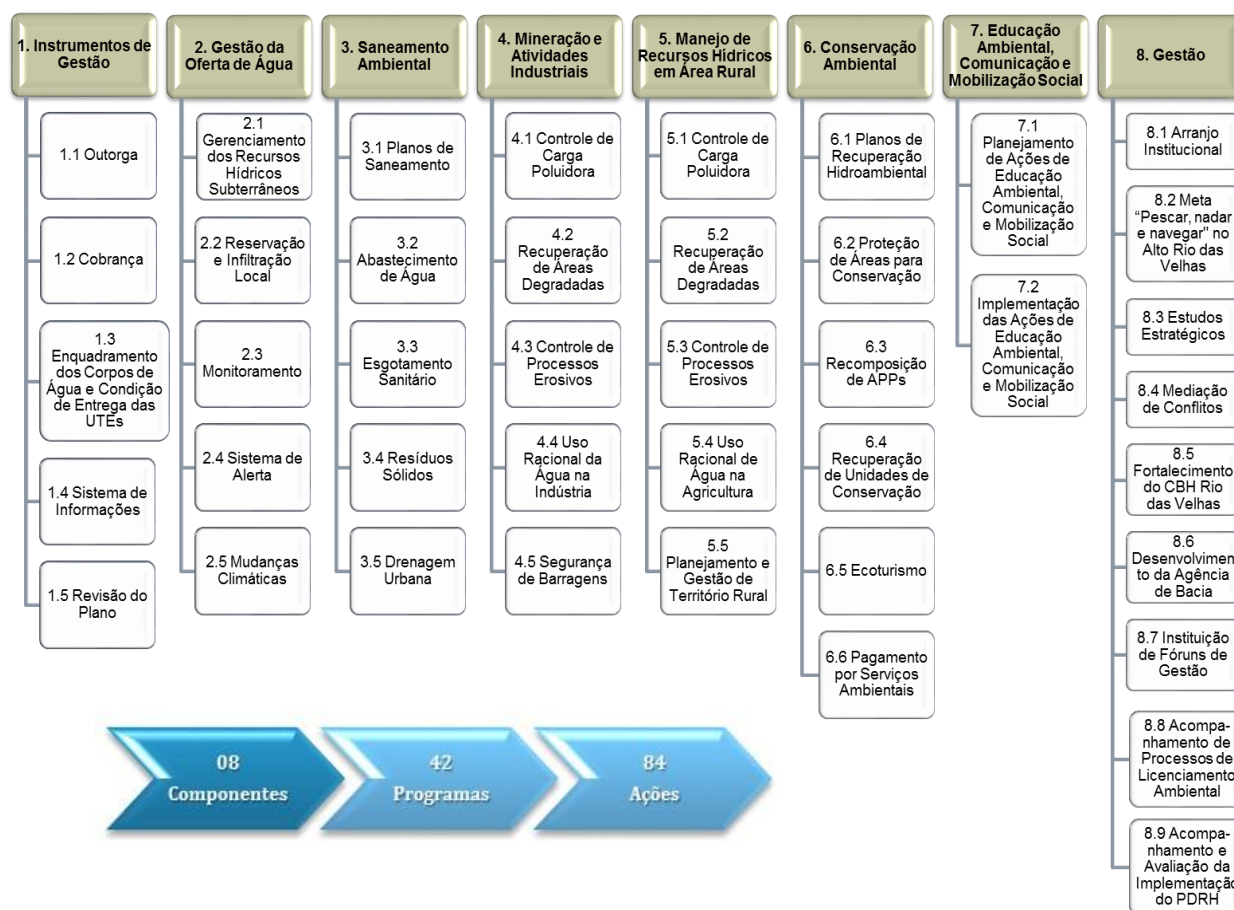 1. Instrumentos de
Gestão
1.1 Outorga
1.2 Cobrança
1.3
Enquadramento
dos Corpos de
Água e Condição
de Entrega das
UTEs
1.4 Sistema de
Informações
1.5 Revisão do
Plano
2. Gestão da
Oferta de Água
2.1
Gerenciamento
dos Recursos
Hídricos
Subterrâneos
2.2 Reservação
e Infiltração
Local
2.3
Monitoramento
2.4 Sistema de
Alerta
2.5 Mudanças
Climáticas
3. Saneamento
Ambiental
3.1 Planos de
Saneamento
3.2
Abastecimento
de Água
3.3
Esgotamento
Sanitário
3.4 Resíduos
Sólidos
3.5 Drenagem
Urbana
4. Mineração e
Atividades
Industriais
4.1 Controle de
Carga
Poluidora
4.2
Recuperação
de Áreas
Degradadas
4.3 Controle de
Processos
Erosivos
4.4 Uso
Racional da
Água na
Indústria
4.5 Segurança
de Barragens
5. Manejo de
Recursos Hídricos
em Área Rural
5.1 Controle de
Carga
Poluidora
5.2
Recuperação
de Áreas
Degradadas
5.3 Controle de
Processos
Erosivos
5.4 Uso
Racional de
Água na
Agricultura
5.5
Planejamento e
Gestão de
Território Rural
6. Conservação
Ambiental
6.1 Planos de
Recuperação
Hidroambiental
6.2 Proteção
de Áreas para
Conservação
6.3
Recomposição
de APPs
6.4
Recuperação
de Unidades de
Conservação
6.5 Ecoturismo
6.6 Pagamento
por Serviços
Ambientais
7. Educação
Ambiental,
Comunicação e
Mobilização Social
7.1
Planejamento
de Ações de
Educação
Ambiental,
Comunicação
e Mobilização
Social
7.2
Implementação
das Ações de
Educação
Ambiental,
Comunicação
e Mobilização
Social
8. Gestão
8.1 Arranjo
Institucional
8.2 Meta
"Pescar, nadar
e navegar" no
Alto Rio das
Velhas
8.3 Estudos
Estratégicos
8.4 Mediação
de Conflitos
8.5
Fortalecimento
do CBH Rio
das Velhas
8.6
Desenvolvimen
to da Agência
de Bacia
8.7 Instituição
de Fóruns de
Gestão
8.8 Acompa-
nhamento de
Processos de
Licenciamento
Ambiental
8.9 Acompa-
nhamento e
Avaliação da
Implementação
do PDRH
08
Componentes
42
Programas
84
Ações